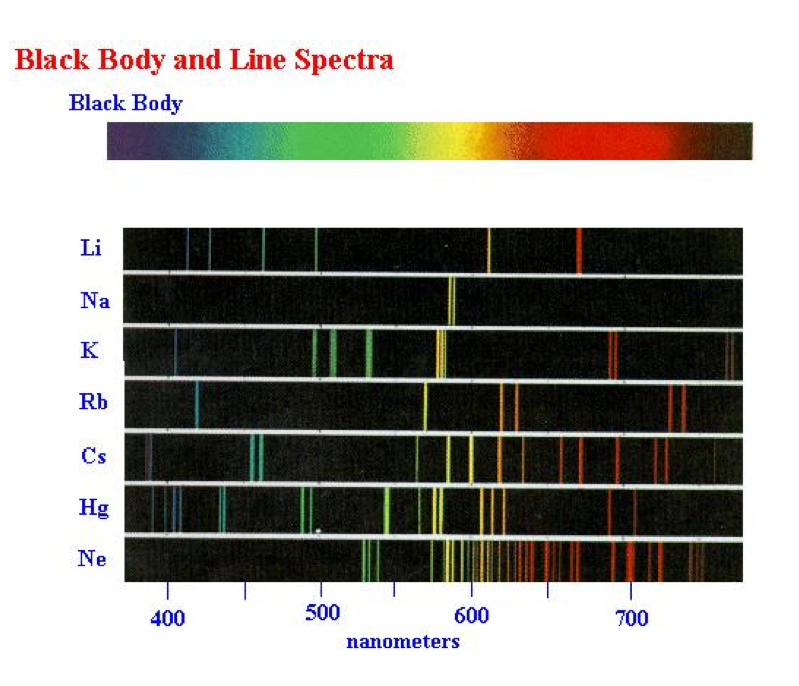 Black Body and Line Spectra
Black Body
Li
Na
K
Rb
Cs
Hg
Ne
400 500 600 700
nanometers